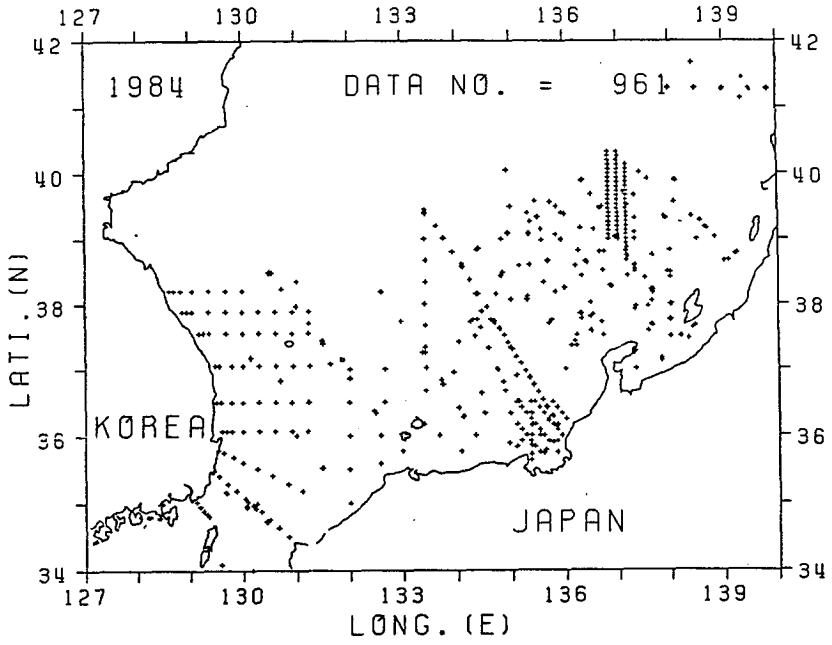 127 130 133 136 139
42 42
1984 DATA NO. = 961
40 40
38 38
LATI. (N)
KOREA
36 36
JAPAN
34 34
127 130 133 136 139
LONG. (E)